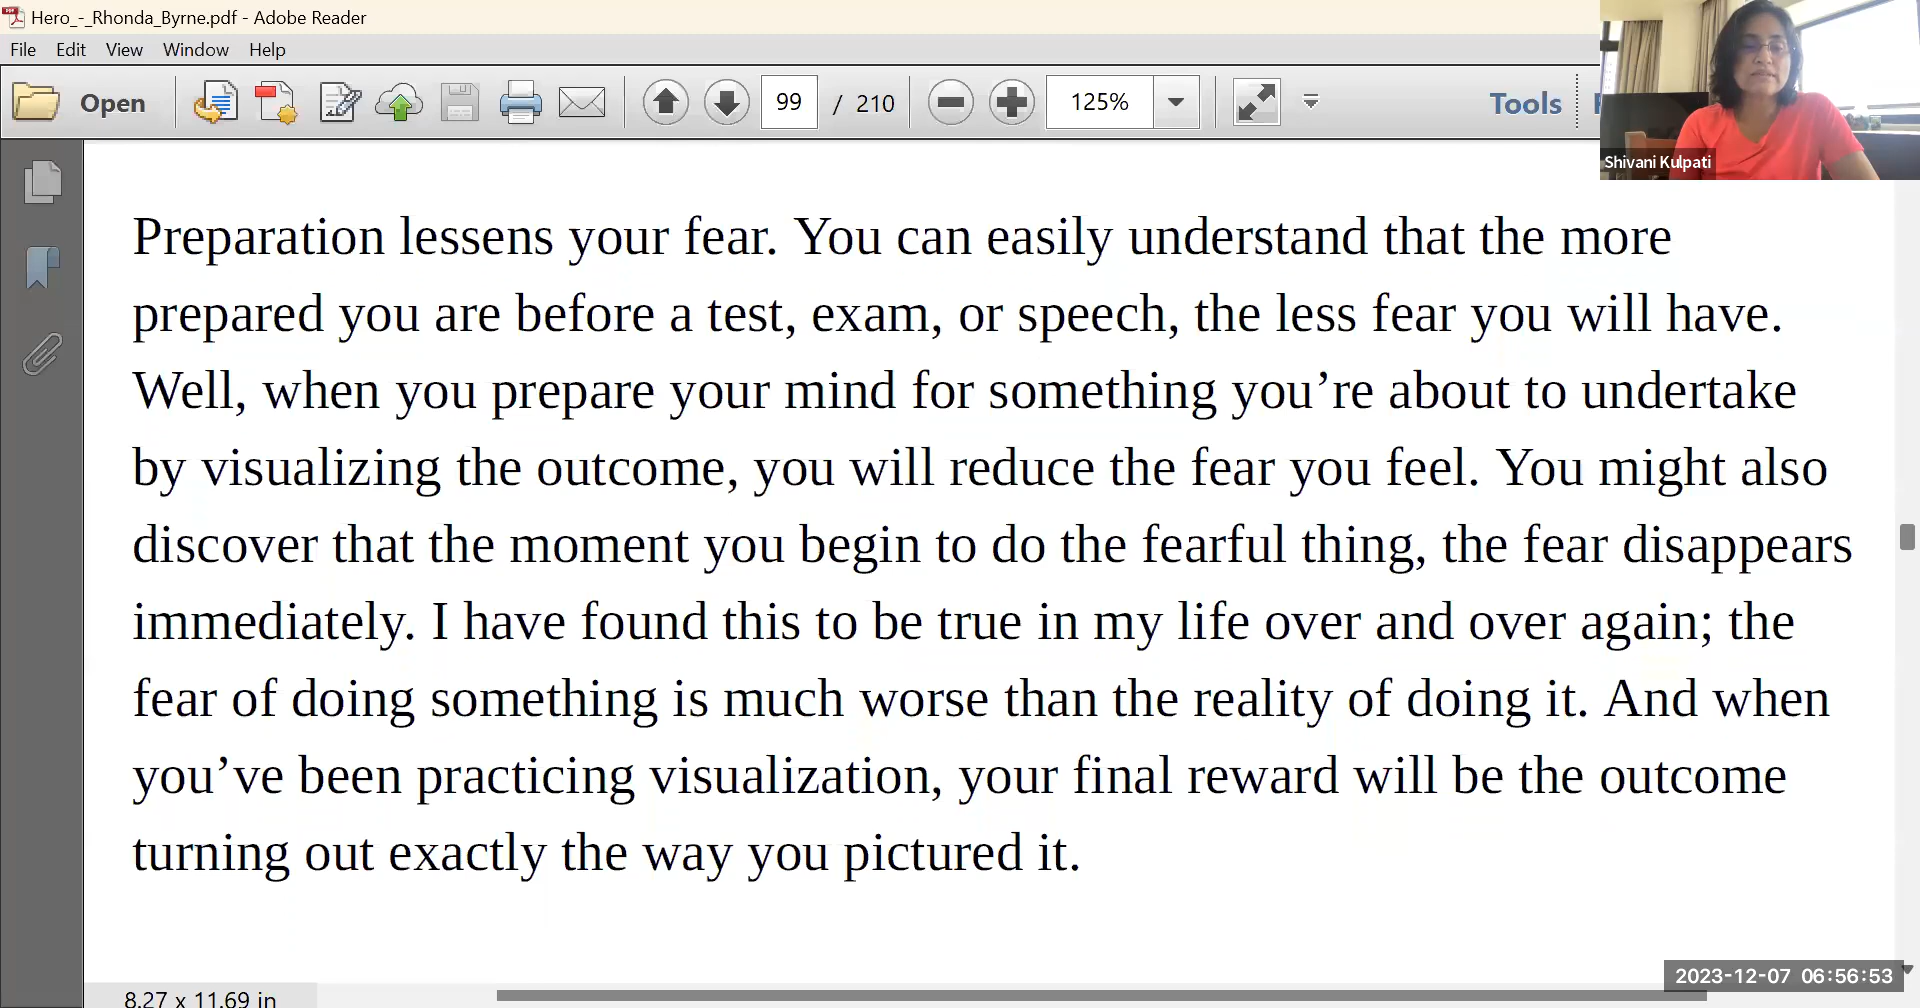 Hero_-_Rhonda_Byrne.pdf - Adobe Reader
File Edit View Window Help
Open 99 / 210 125% Tools
Shivani Kulpati
Preparation lessens your fear. You can easily understand that the more
prepared you are before a test, exam, or speech, the less fear you will have.
Well, when you prepare your mind for something you’re about to undertake
by visualizing the outcome, you will reduce the fear you feel. You might also
discover that the moment you begin to do the fearful thing, the fear disappears
immediately. I have found this to be true in my life over and over again; the
fear of doing something is much worse than the reality of doing it. And when
you’ve been practicing visualization, your final reward will be the outcome
turning out exactly the way you pictured it.
2023-12-07 06:56:53
8.27 x 11.69 in